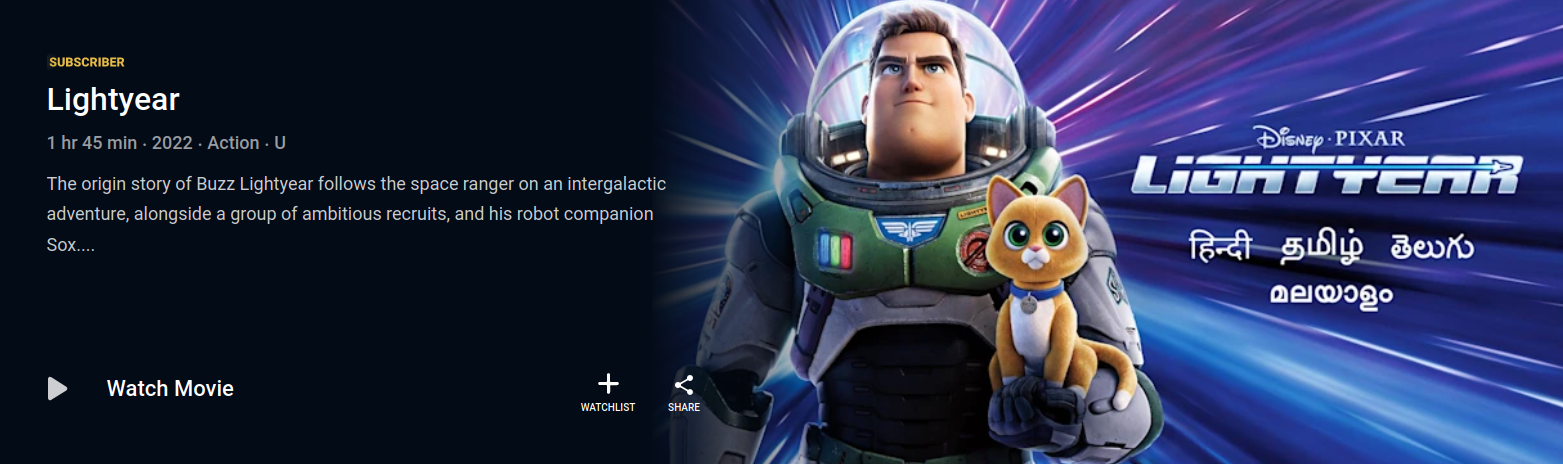 SUBSCRIBER
Lightyear
1 hr 45 min · 2022 · Action · U
The origin story of Buzz Lightyear follows the space ranger on an intergalactic
adventure, alongside a group of ambitious recruits, and his robot companion
Sox....
Watch Movie
WATCHLIST
SHARE
DISNEY · PIXAR
LIGHTYEAR
हिन्दी தமிழ் తెలుగు
മലയാളം